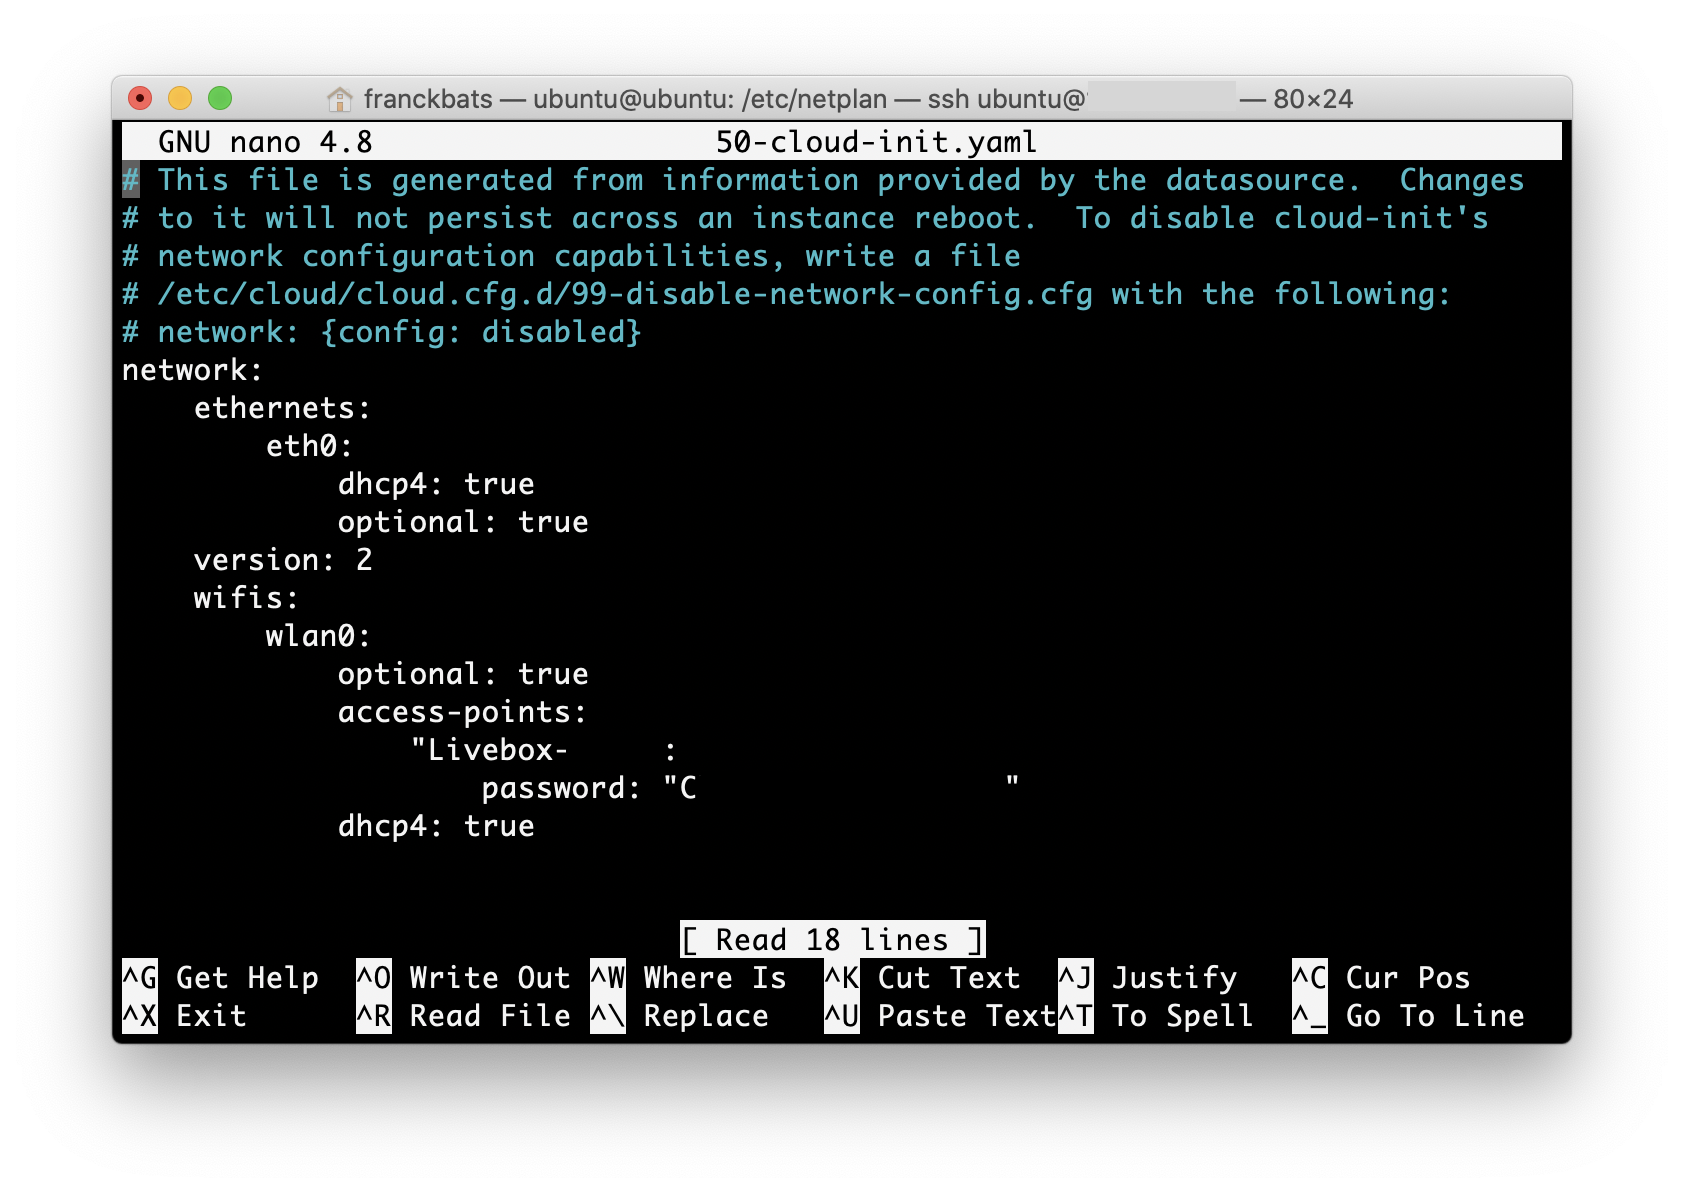 franckbats — ubuntu@ubuntu: /etc/netplan — ssh ubuntu@ — 80×24
GNU nano 4.8 50-cloud-init.yaml
# This file is generated from information provided by the datasource.  Changes
# to it will not persist across an instance reboot.  To disable cloud-init's
# network configuration capabilities, write a file
# /etc/cloud/cloud.cfg.d/99-disable-network-config.cfg with the following:
# network: {config: disabled}
network:
    ethernets:
        eth0:
            dhcp4: true
            optional: true
    version: 2
    wifis:
        wlan0:
            optional: true
            access-points:
                "Livebox-     :
                    password: "C                 "
            dhcp4: true
[ Read 18 lines ]
^G Get Help  ^O Write Out ^W Where Is  ^K Cut Text  ^J Justify  ^C Cur Pos
^X Exit      ^R Read File ^\ Replace   ^U Paste Text^T To Spell ^_ Go To Line